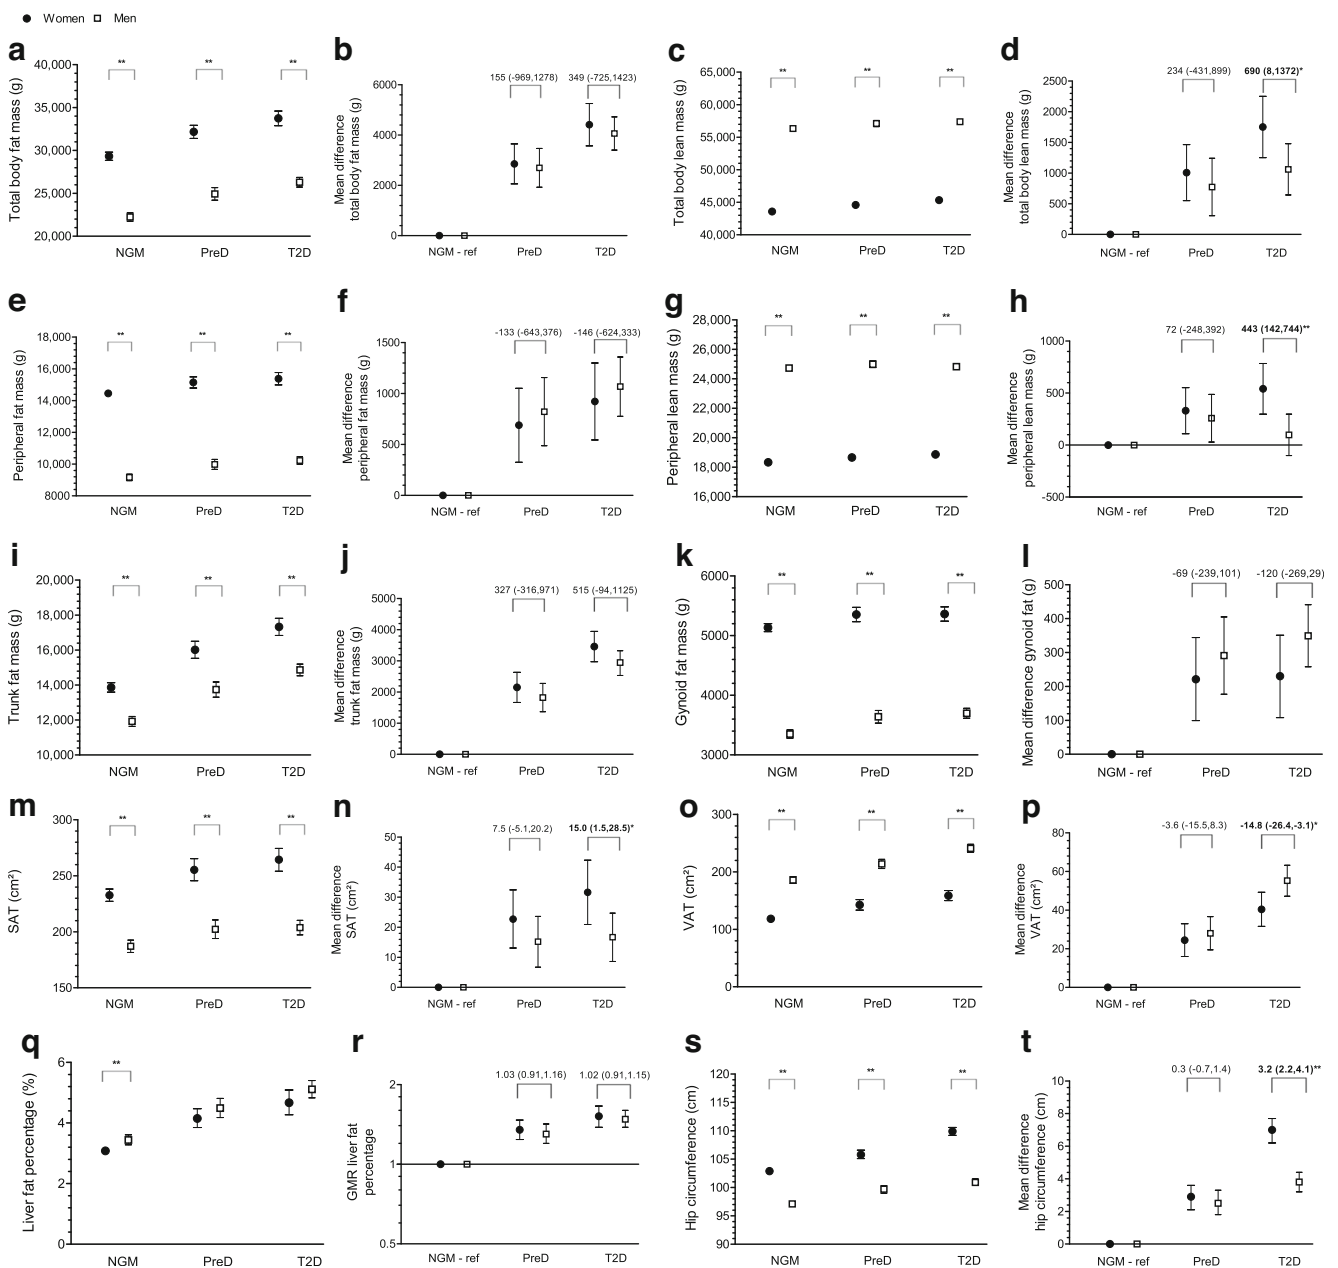 Women Men
a
Total body fat mass (g)
40,000
35,000
30,000
25,000
20,000
** ** **
NGM PreD T2D
b
Mean difference
total body fat mass (g)
6000
4000
2000
0
155 (-969,1278) 349 (-725,1423)
NGM - ref PreD T2D
c
Total body lean mass (g)
65,000
60,000
55,000
50,000
45,000
40,000
** ** **
NGM PreD T2D
d
Mean difference
total body lean mass (g)
2500
2000
1500
1000
500
0
234 (-431,899) 690 (8,1372)*
NGM - ref PreD T2D
e
Peripheral fat mass (g)
18,000
16,000
14,000
12,000
10,000
8000
** ** **
NGM PreD T2D
f
Mean difference
peripheral fat mass (g)
1500
1000
500
0
-133 (-643,376) -146 (-624,333)
NGM - ref PreD T2D
g
Peripheral lean mass (g)
28,000
26,000
24,000
22,000
20,000
18,000
16,000
** ** **
NGM PreD T2D
h
Mean difference
peripheral lean mass (g)
1000
500
0
-500
72 (-248,392) 443 (142,744)**
NGM - ref PreD T2D
i
Trunk fat mass (g)
20,000
18,000
16,000
14,000
12,000
10,000
** ** **
NGM PreD T2D
j
Mean difference
trunk fat mass (g)
5000
4000
3000
2000
1000
0
327 (-316,971) 515 (-94,1125)
NGM - ref PreD T2D
k
Gynoid fat mass (g)
6000
5000
4000
3000
** ** **
NGM PreD T2D
l
Mean difference gynoid fat (g)
500
400
300
200
100
0
-69 (-239,101) -120 (-269,29)
NGM - ref PreD T2D
m
SAT (cm²)
300
250
200
150
** ** **
NGM PreD T2D
n
Mean difference
SAT (cm²)
50
40
30
20
10
0
7.5 (-5.1,20.2) 15.0 (1.5,28.5)*
NGM - ref PreD T2D
o
VAT (cm²)
300
200
100
0
** ** **
NGM PreD T2D
p
Mean difference
VAT (cm²)
80
60
40
20
0
-3.6 (-15.5,8.3) -14.8 (-26.4,-3.1)*
NGM - ref PreD T2D
q
Liver fat percentage (%)
6
4
2
0
**
NGM PreD T2D
r
GMR liver fat
percentage
2
1
0.5
1.03 (0.91,1.16) 1.02 (0.91,1.15)
NGM - ref PreD T2D
s
Hip circumference (cm)
120
115
110
105
100
95
90
** ** **
NGM PreD T2D
t
Mean difference
hip circumference (cm)
10
8
6
4
2
0
0.3 (-0.7,1.4) 3.2 (2.2,4.1)**
NGM - ref PreD T2D